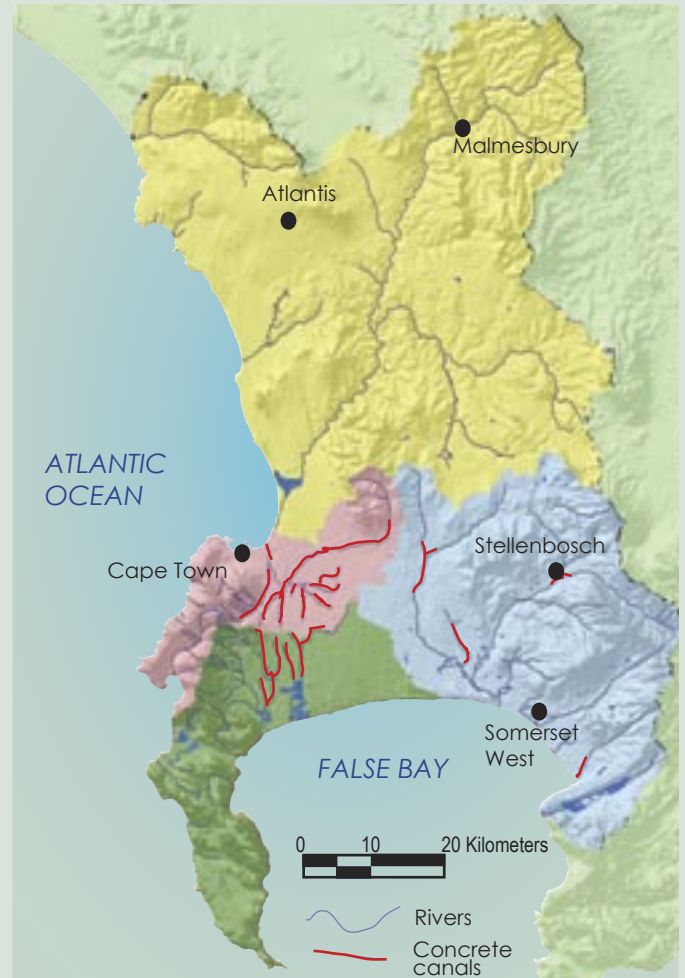 Malmesbury
Atlantis
ATLANTIC
OCEAN
Stellenbosch
Cape Town
Somerset
West
FALSE BAY
0 10 20 Kilometers
Rivers
Concrete
canals